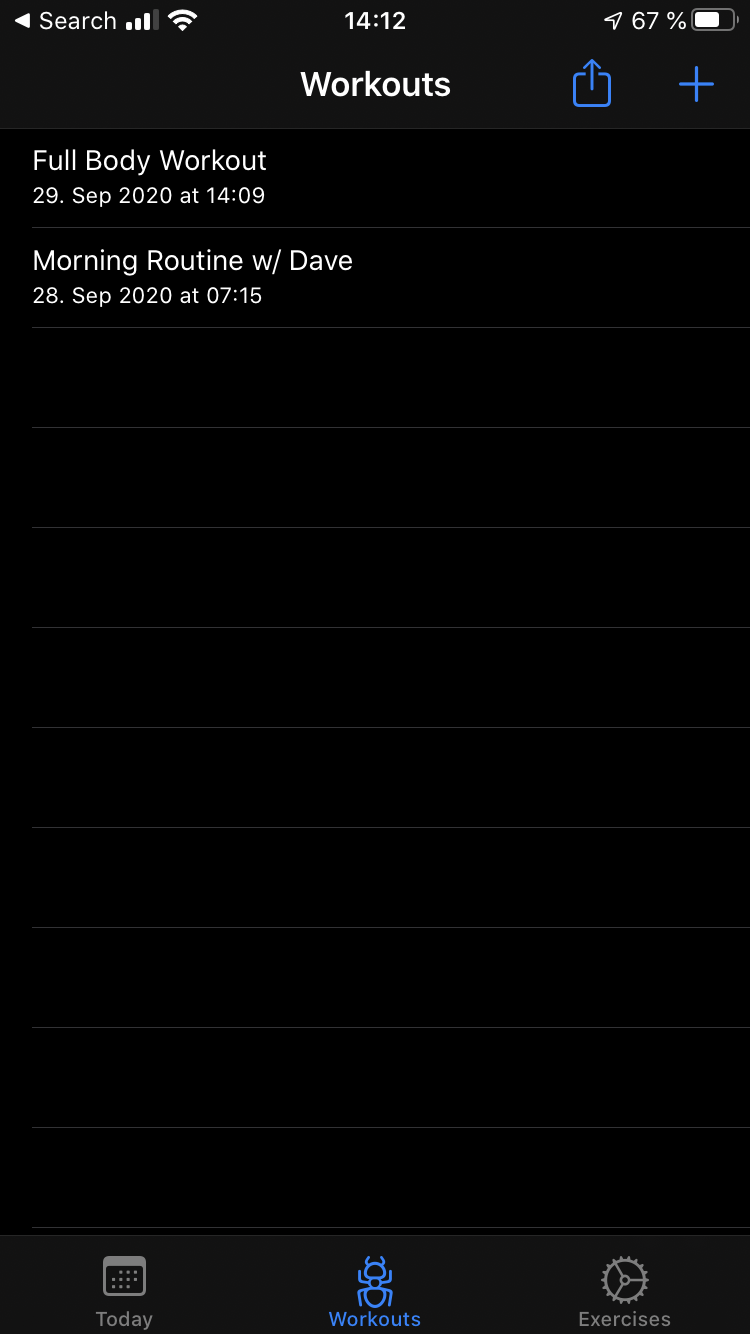 Search
14:12
67 %
Workouts
Full Body Workout
29. Sep 2020 at 14:09
Morning Routine w/ Dave
28. Sep 2020 at 07:15
Today
Workouts
Exercises